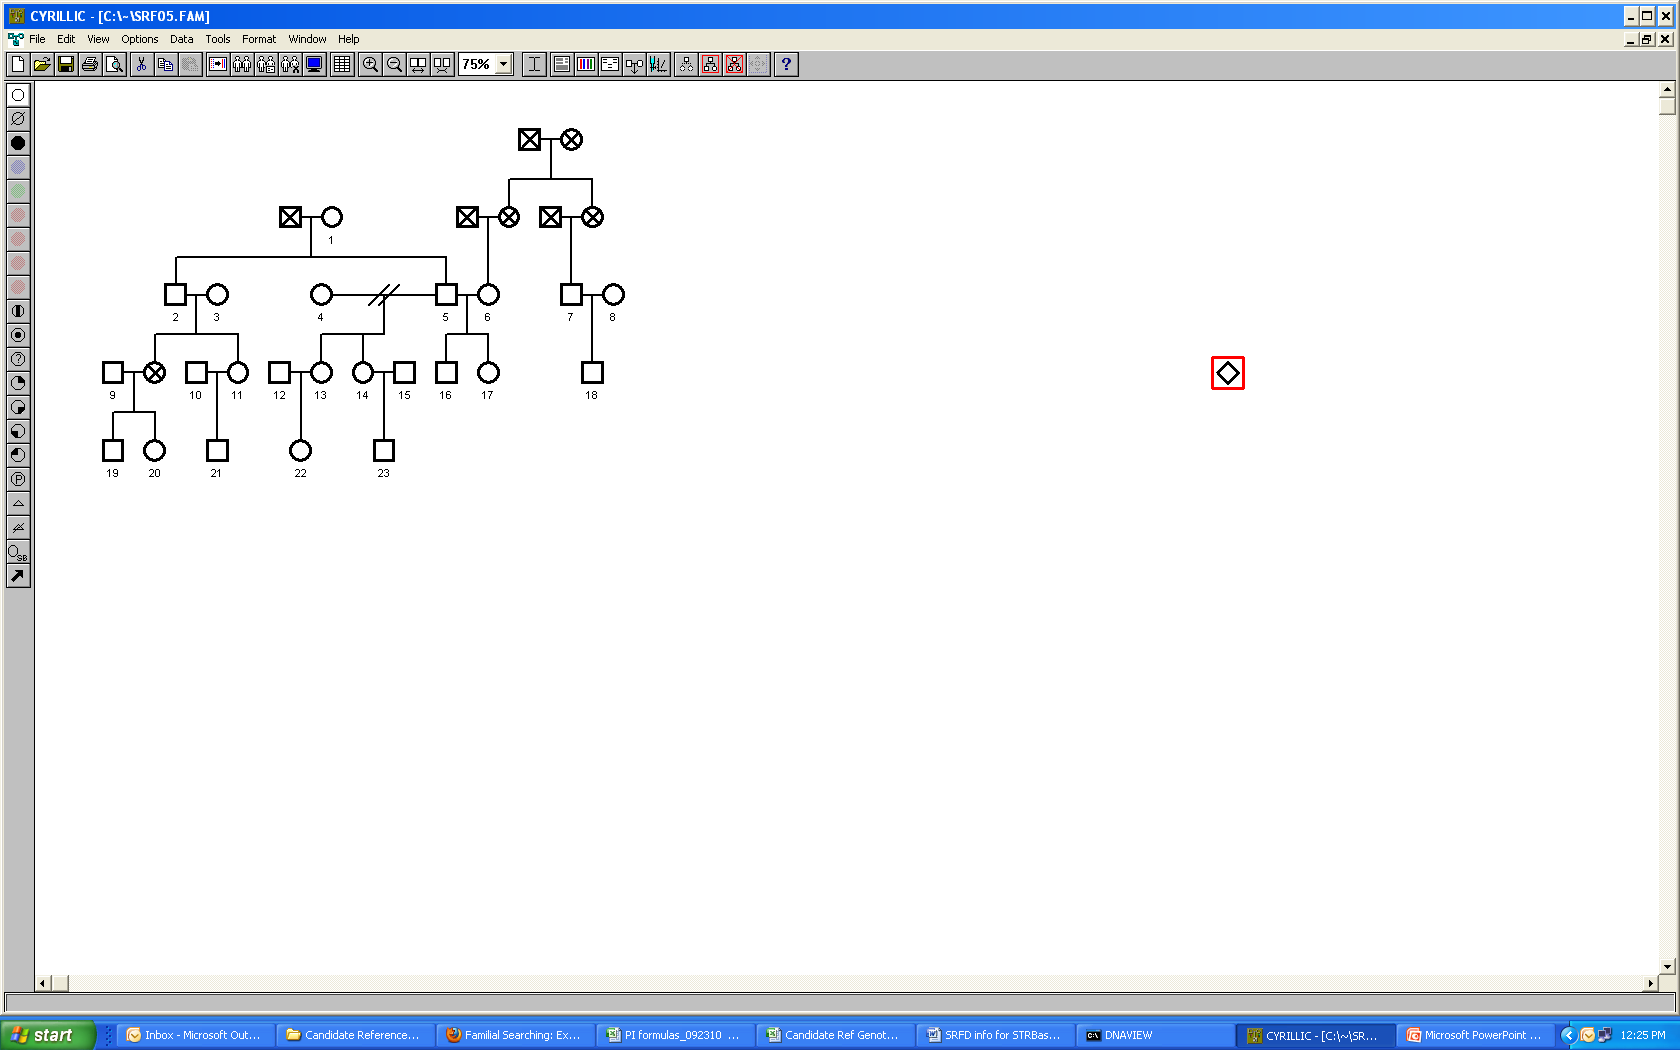 CYRILLIC - [C:\~\SRF05.FAM]
File Edit View Options Data Tools Format Window Help
75% ?
1
2 3 4 5 6 7 8
9 10 11 12 13 14 15 16 17 18
19 20 21 22 23
?
P
SB
start Inbox - Microsoft Out... Candidate Reference... Familial Searching: Ex... PI formulas_092310 ... Candidate Ref Genot... SRFD info for STRBas... DNAVIEW CYRILLIC - [C:\~\SR... Microsoft PowerPoint ... 12:25 PM